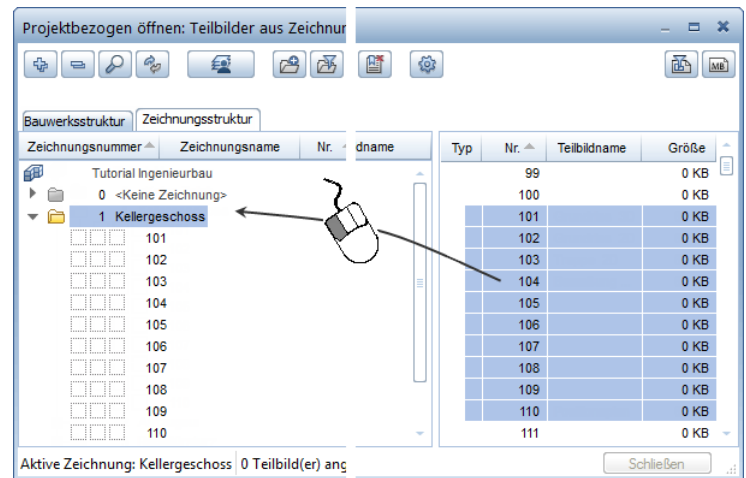 Projektbezogen öffnen: Teilbilder aus Zeichnur
MB
Bauwerksstruktur Zeichnungsstruktur
Zeichnungsnummer Zeichnungsname Nr. dname
Typ Nr. Teilbildname Größe
Tutorial Ingenieurbau
0 <Keine Zeichnung>
1 Kellergeschoss
101
102
103
104
105
106
107
108
109
110
99 0 KB
100 0 KB
101 0 KB
102 0 KB
103 0 KB
104 0 KB
105 0 KB
106 0 KB
107 0 KB
108 0 KB
109 0 KB
110 0 KB
111 0 KB
Aktive Zeichnung: Kellergeschoss 0 Teilbild(er) ang
Schließen